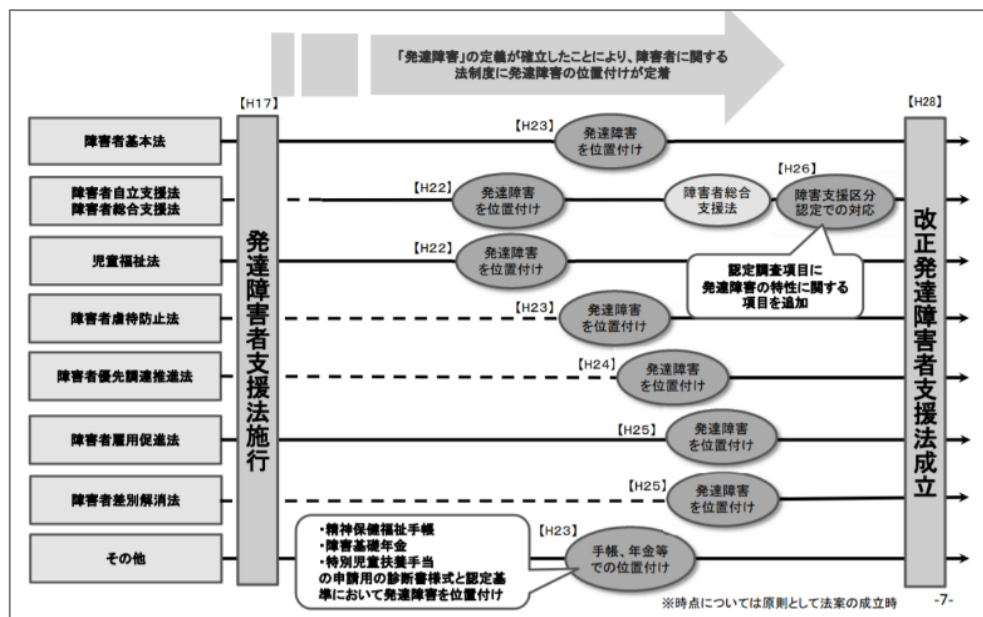 「発達障害」の定義が確立したことにより、障害者に関する
法制度に発達障害の位置付けが定着
【H17】
【H28】
発達障害者支援法施行
改正発達障害者支援法成立
障害者基本法
【H23】
発達障害
を位置付け
障害者自立支援法
障害者総合支援法
【H22】
発達障害
を位置付け
障害者総合
支援法
【H26】
障害支援区分
認定での対応
認定調査項目に
発達障害の特性に関する
項目を追加
児童福祉法
【H22】
発達障害
を位置付け
障害者虐待防止法
【H23】
発達障害
を位置付け
障害者優先調達推進法
【H24】
発達障害
を位置付け
障害者雇用促進法
【H25】
発達障害
を位置付け
障害者差別解消法
【H25】
発達障害
を位置付け
その他
・精神保健福祉手帳
・障害基礎年金
・特別児童扶養手当
の申請用の診断書様式と認定基
準において発達障害を位置付け
【H23】
手帳、年金等
での位置付け
※時点については原則として法案の成立時
-7-